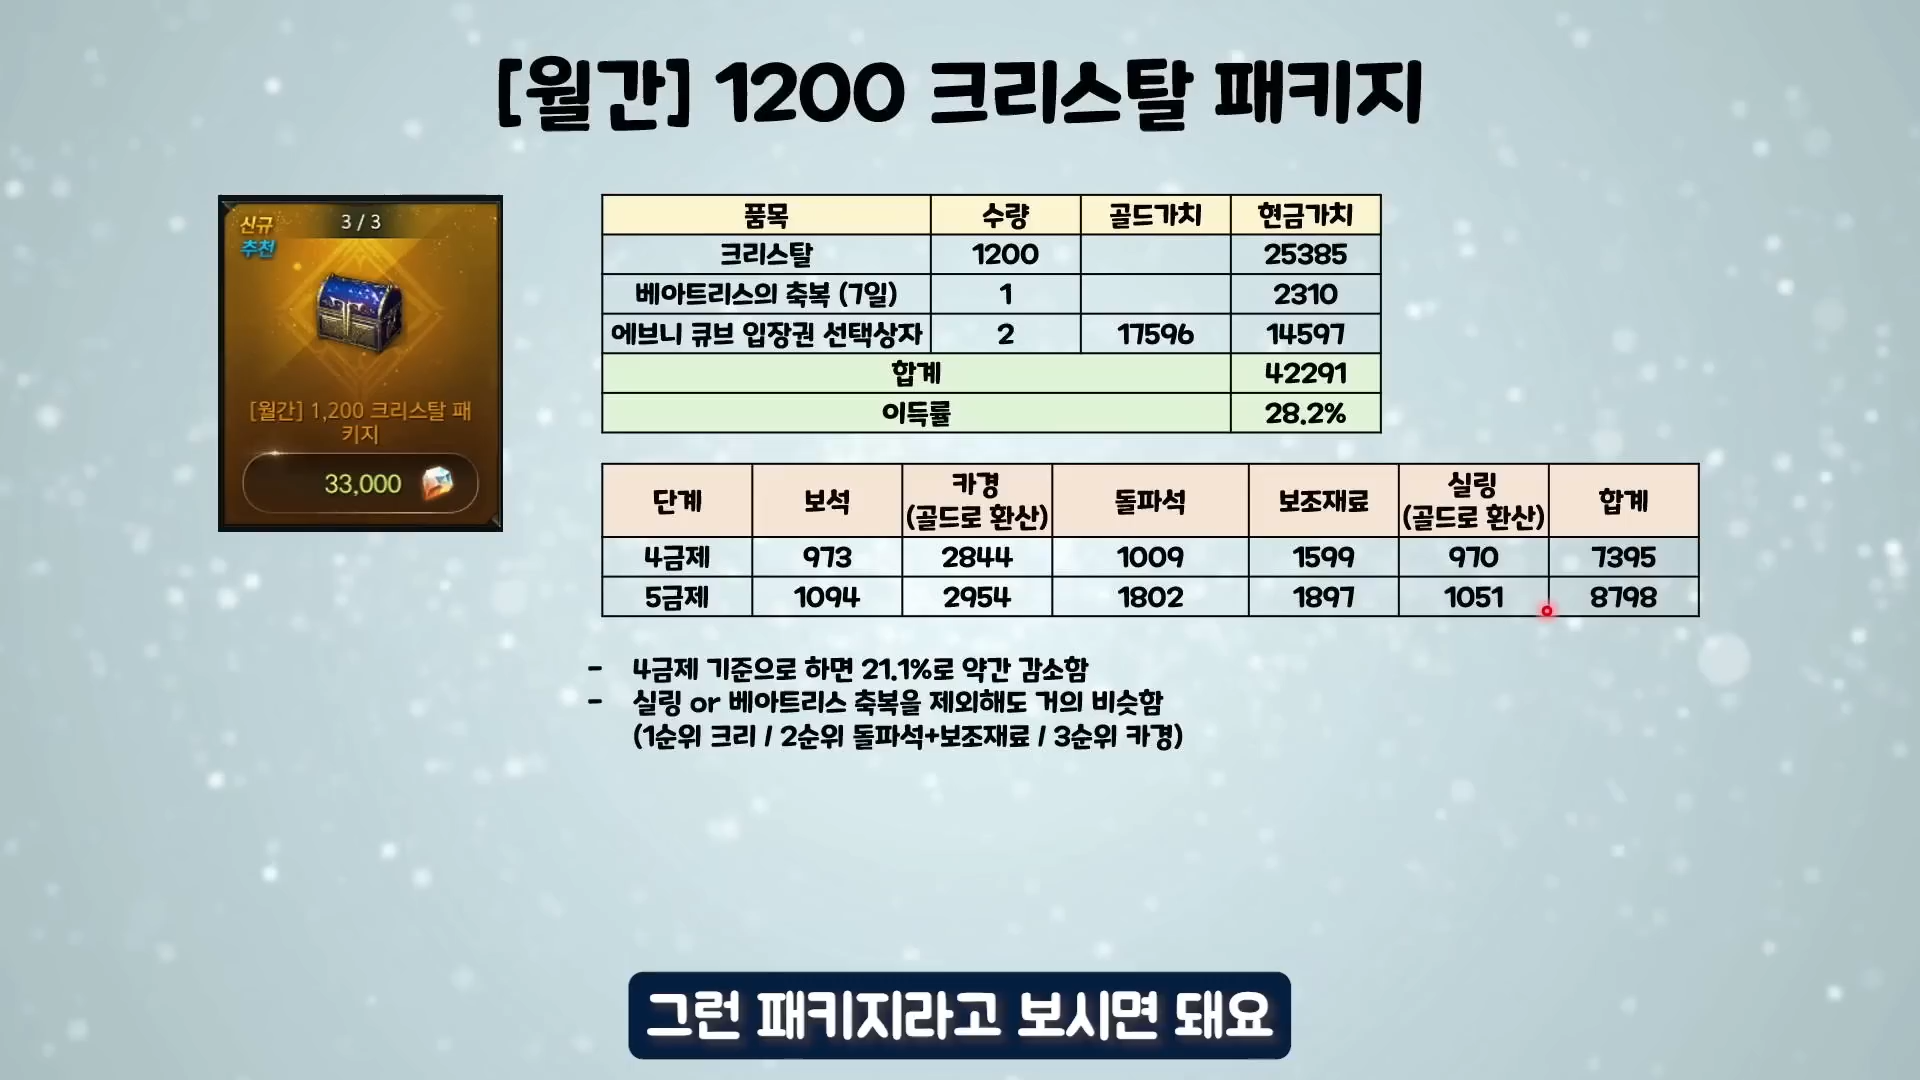 [월간] 1200 크리스탈 패키지
신규
추천
3 / 3
[월간] 1,200 크리스탈 패
키지
33,000
품목 수량 골드가치 현금가치
크리스탈 1200 25385
베아트리스의 축복 (7일) 1 2310
에브니 큐브 입장권 선택상자 2 17596 14597
합계 42291
이득률 28.2%
단계 보석 카경 (골드로 환산) 돌파석 보조재료 실링 (골드로 환산) 합계
4금제 973 2844 1009 1599 970 7395
5금제 1094 2954 1802 1897 1051 8798
- 4금제 기준으로 하면 21.1%로 약간 감소함
- 실링 or 베아트리스 축복을 제외해도 거의 비슷함
(1순위 크리 / 2순위 돌파석+보조재료 / 3순위 카경)
그런 패키지라고 보시면 돼요